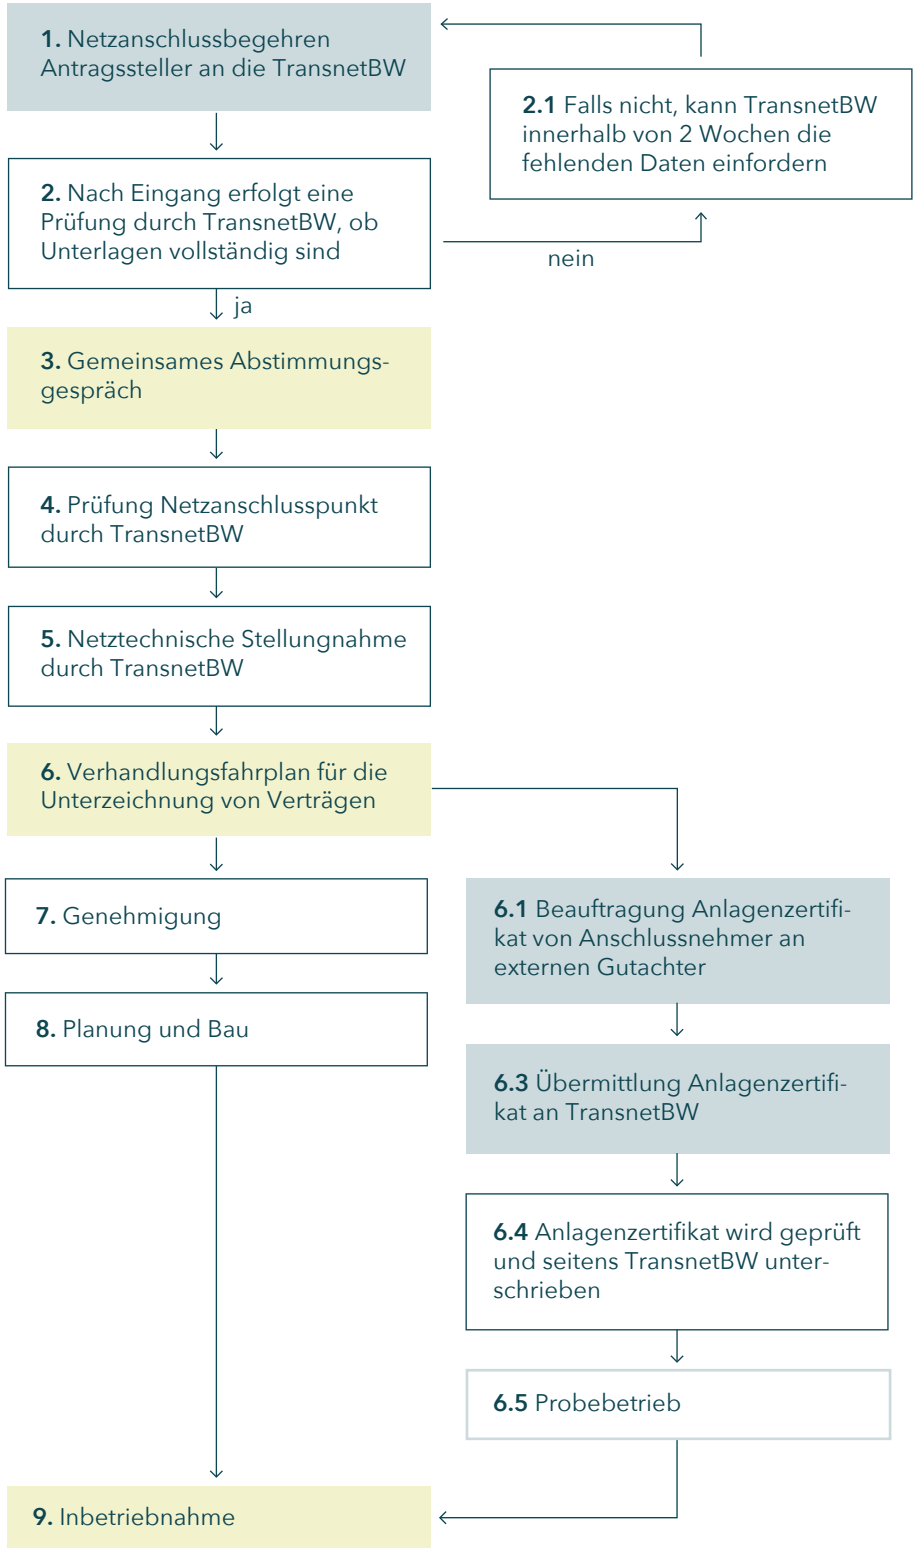 1. Netzanschlussbegehren
Antragssteller an die TransnetBW
2.1 Falls nicht, kann TransnetBW
innerhalb von 2 Wochen die
fehlenden Daten einfordern
2. Nach Eingang erfolgt eine
Prüfung durch TransnetBW, ob
Unterlagen vollständig sind
nein
ja
3. Gemeinsames Abstimmungs-
gespräch
4. Prüfung Netzanschlusspunkt
durch TransnetBW
5. Netztechnische Stellungnahme
durch TransnetBW
6. Verhandlungsfahrplan für die
Unterzeichnung von Verträgen
7. Genehmigung
8. Planung und Bau
6.1 Beauftragung Anlagenzertifi-
kat von Anschlussnehmer an
externen Gutachter
6.3 Übermittlung Anlagenzertifi-
kat an TransnetBW
6.4 Anlagenzertifikat wird geprüft
und seitens TransnetBW unter-
schrieben
6.5 Probebetrieb
9. Inbetriebnahme